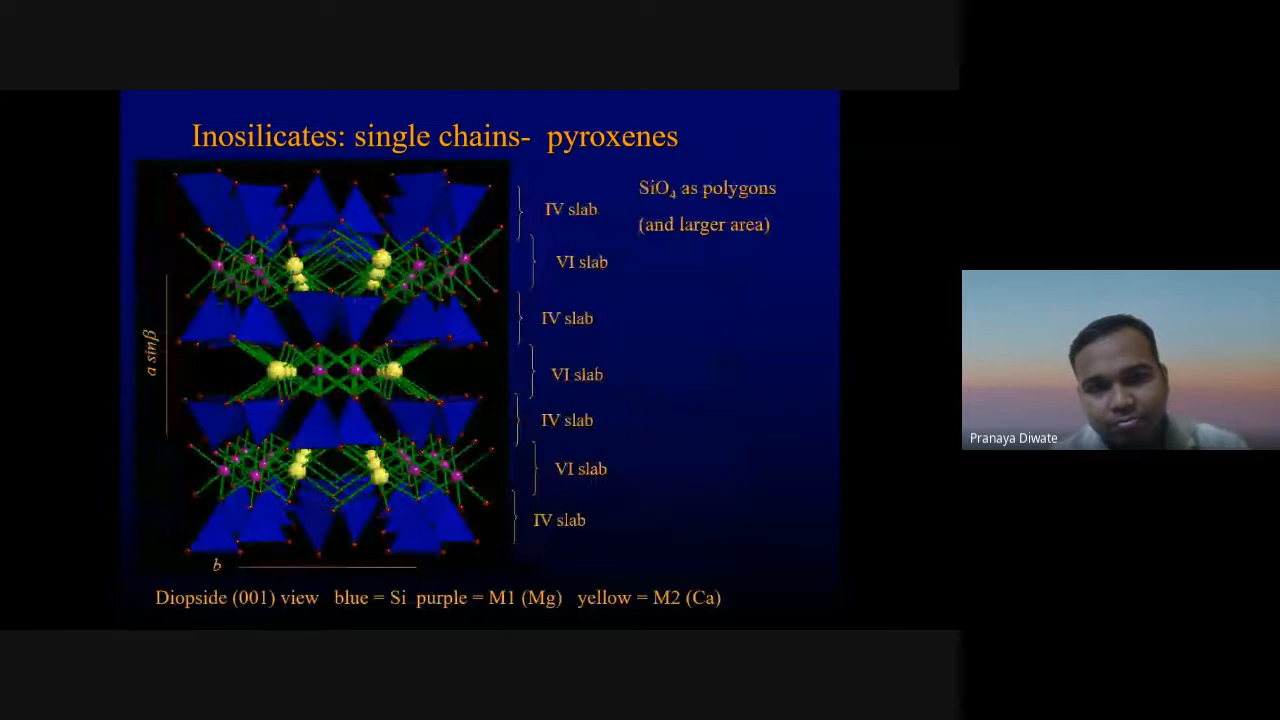 Inosilicates: single chains- pyroxenes
SiO₄ as polygons
(and larger area)
IV slab
VI slab
IV slab
VI slab
IV slab
VI slab
IV slab
a sinβ
b
Diopside (001) view blue = Si purple = M1 (Mg) yellow = M2 (Ca)
Pranaya Diwate